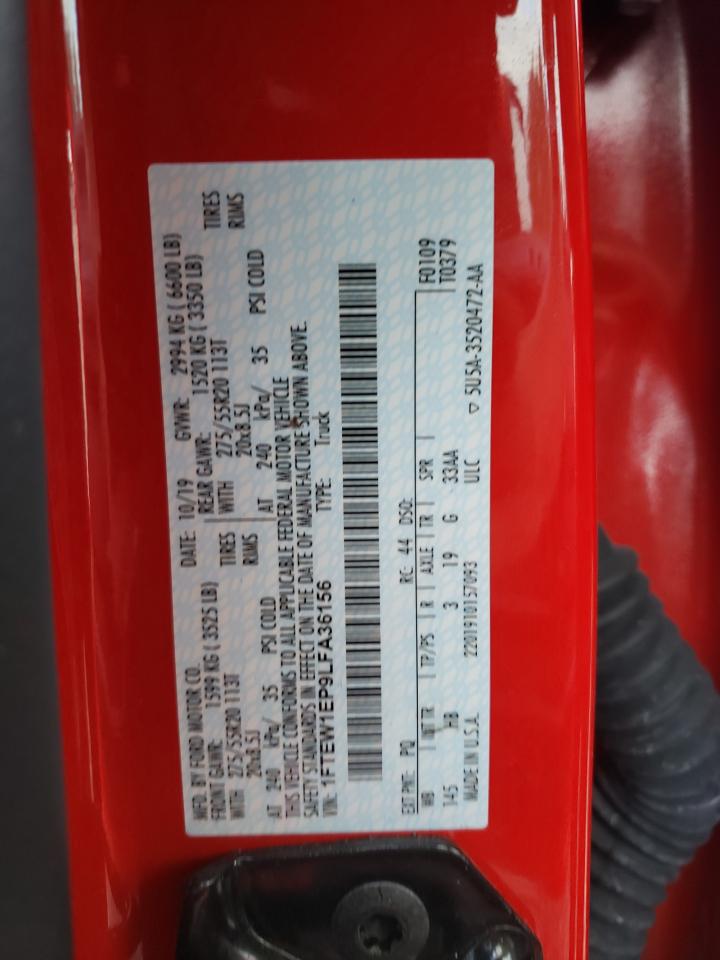 MFD. BY FORD MOTOR CO.
DATE: 10/19 GVWR: 2994 KG ( 6600 LB)
FRONT GAWR: 1599 KG ( 3525 LB) REAR GAWR: 1520 KG ( 3350 LB)
WITH 275/55R20 113T TIRES WITH 275/55R20 113T TIRES
20x8.5J RIMS 20x8.5J RIMS
AT 240 kPa/ 35 PSI COLD AT 240 kPa/ 35 PSI COLD
THIS VEHICLE CONFORMS TO ALL APPLICABLE FEDERAL MOTOR VEHICLE
SAFETY STANDARDS IN EFFECT ON THE DATE OF MANUFACTURE SHOWN ABOVE.
VIN: 1FTEW1EP9LFA36156 TYPE: Truck
EXT PNT: PQ RC: 44 DSO: F0109
WB INT TR TP/PS R AXLE TR SPR T0379
145 HB 3 19 G 33AA
MADE IN U.S.A. 2201910157093 ULC ▽ 5U5A-3520472-AA